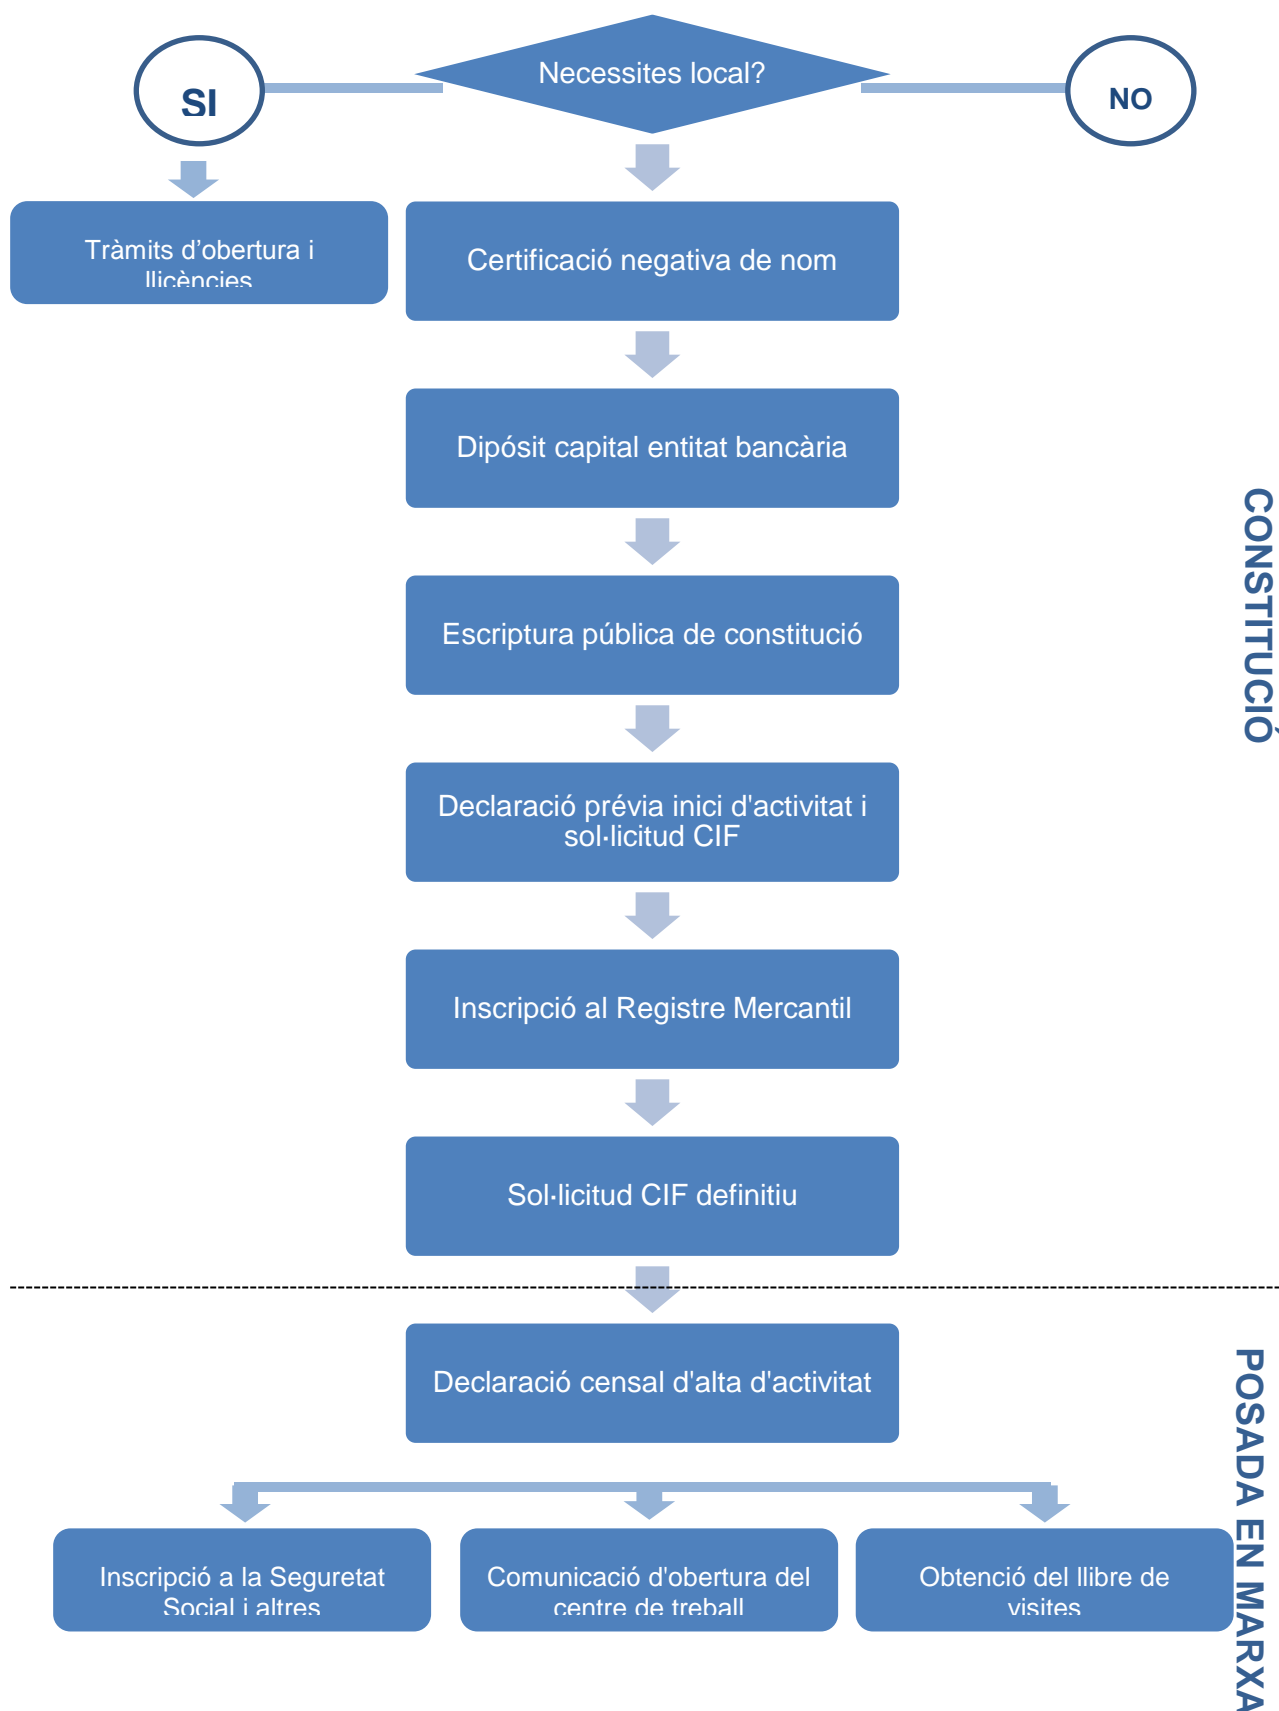 Necessites local?
SI
NO
Tràmits d’obertura i
llicències
Certificació negativa de nom
Dipósit capital entitat bancària
Escriptura pública de constitució
Declaració prévia inici d'activitat i
sol·licitud CIF
Inscripció al Registre Mercantil
Sol·licitud CIF definitiu
CONSTITUCIÓ
Declaració censal d'alta d'activitat
Inscripció a la Seguretat
Social i altres
Comunicació d'obertura del
centre de treball
Obtenció del llibre de
visites
POSADA EN MARXA